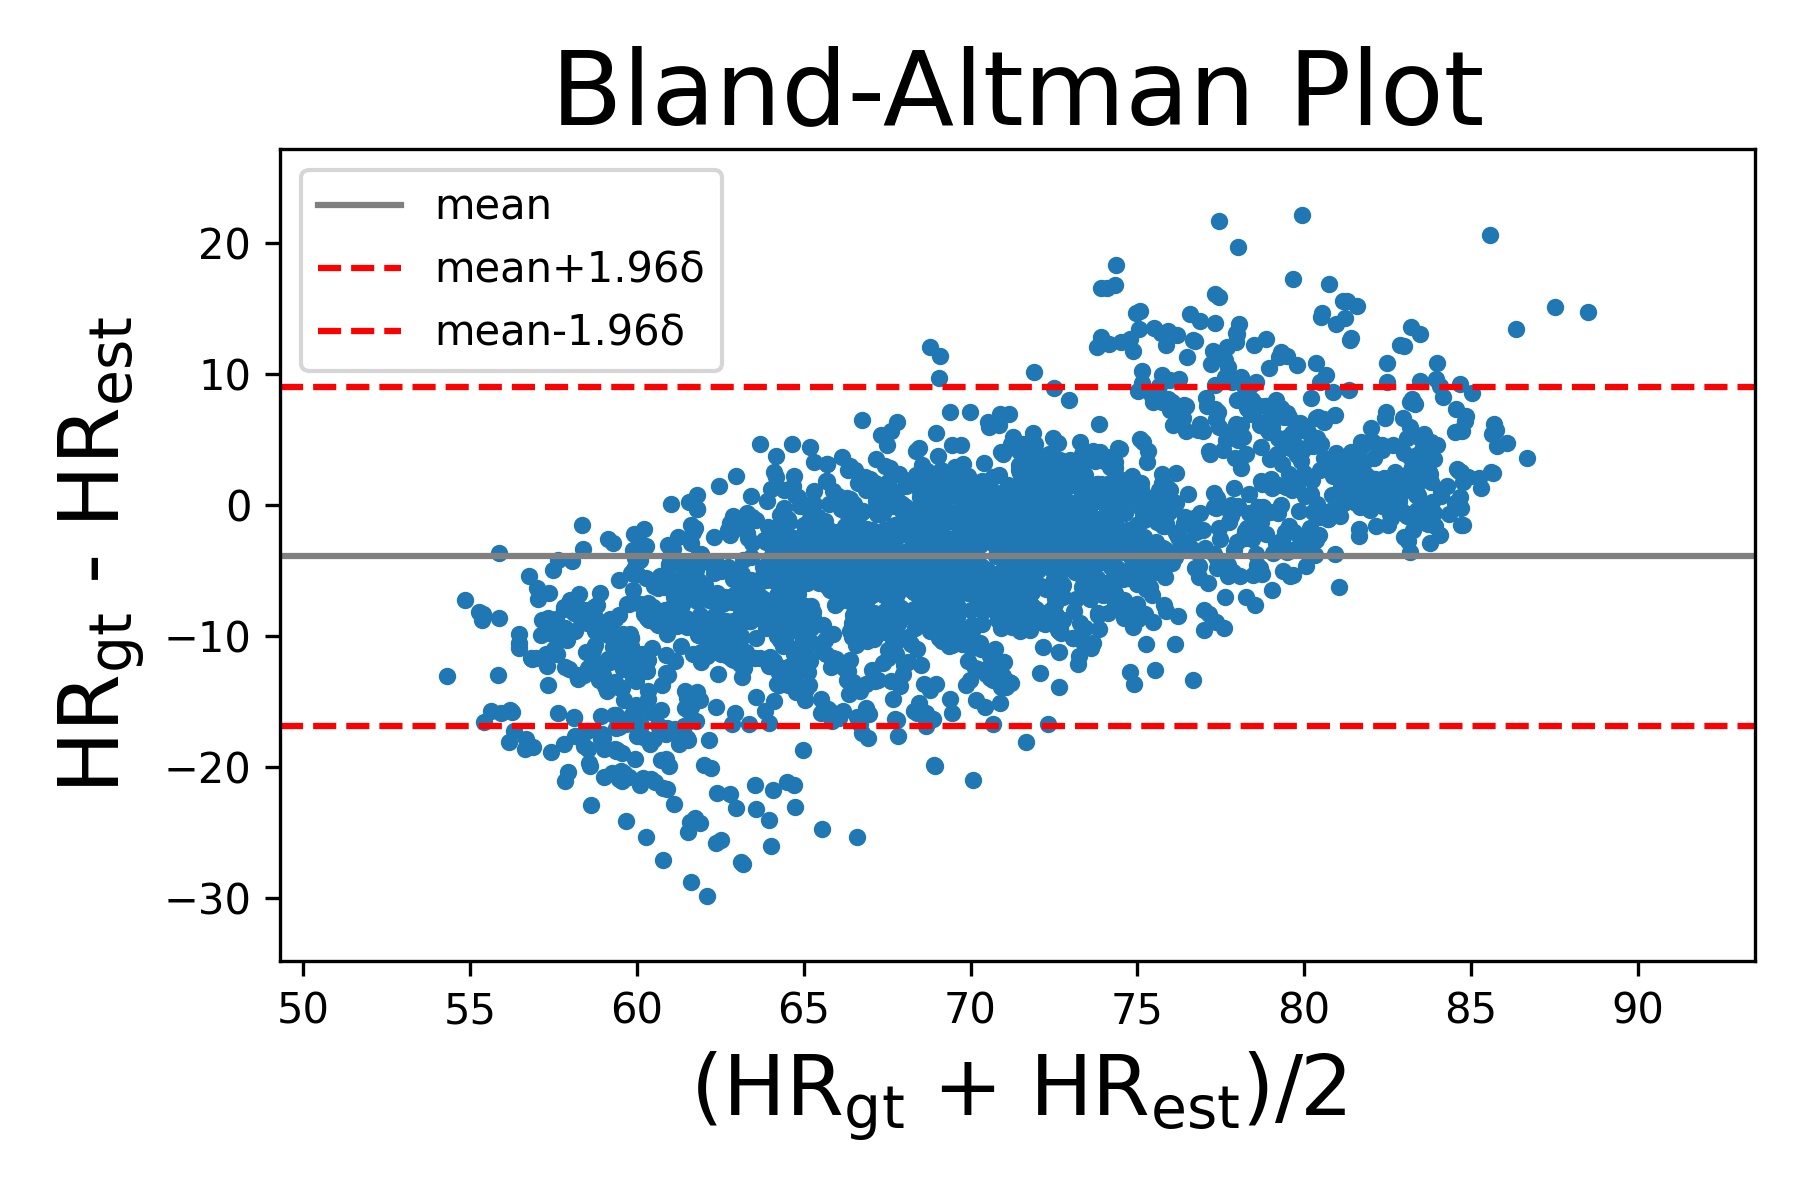 Bland-Altman Plot
mean
mean+1.96δ
mean-1.96δ
HRgt - HRest
20
10
0
−10
−20
−30
50 55 60 65 70 75 80 85 90
(HRgt + HRest)/2